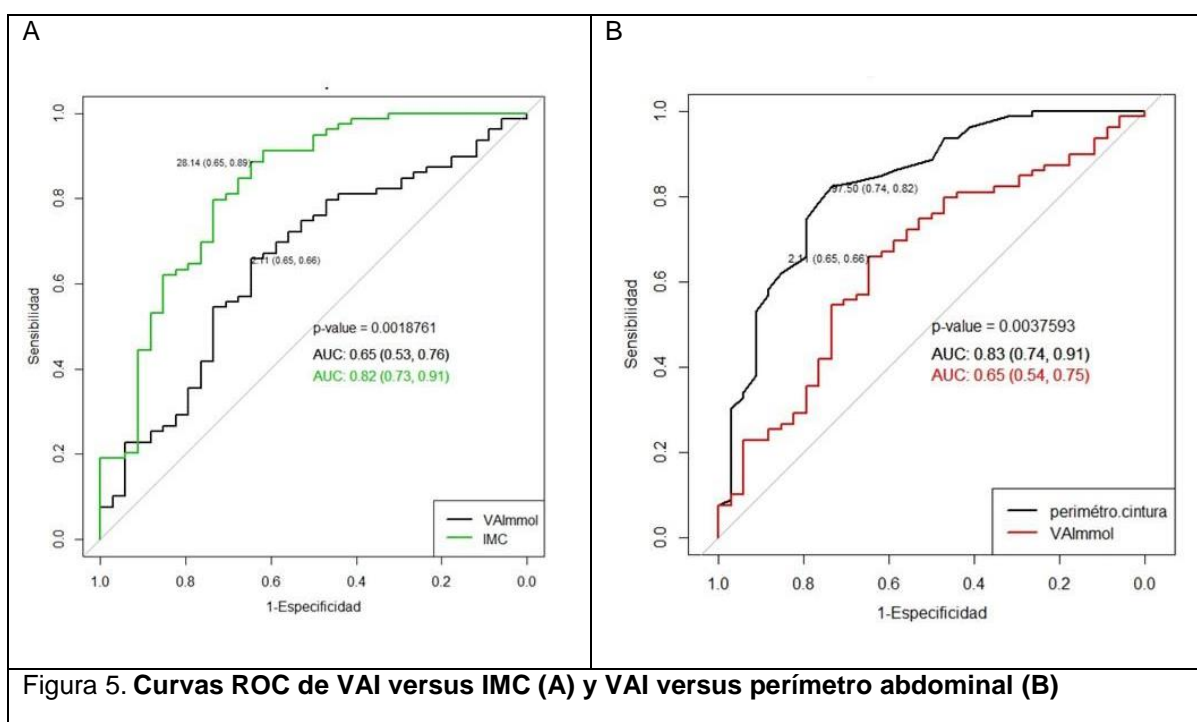 A
1.0
0.8
0.6
0.4
0.2
0.0
Sensibilidad
28.14 (0.65, 0.89)
2.11 (0.65, 0.66)
p-value = 0.0018761
AUC: 0.65 (0.53, 0.76)
AUC: 0.82 (0.73, 0.91)
VAImmol
IMC
1.0 0.8 0.6 0.4 0.2 0.0
1-Especificidad
B
1.0
0.8
0.6
0.4
0.2
0.0
Sensibilidad
97.50 (0.74, 0.82)
2.11 (0.65, 0.66)
p-value = 0.0037593
AUC: 0.83 (0.74, 0.91)
AUC: 0.65 (0.54, 0.75)
perimétro.cintura
VAImmol
1.0 0.8 0.6 0.4 0.2 0.0
1-Especificidad
Figura 5. Curvas ROC de VAI versus IMC (A) y VAI versus perímetro abdominal (B)